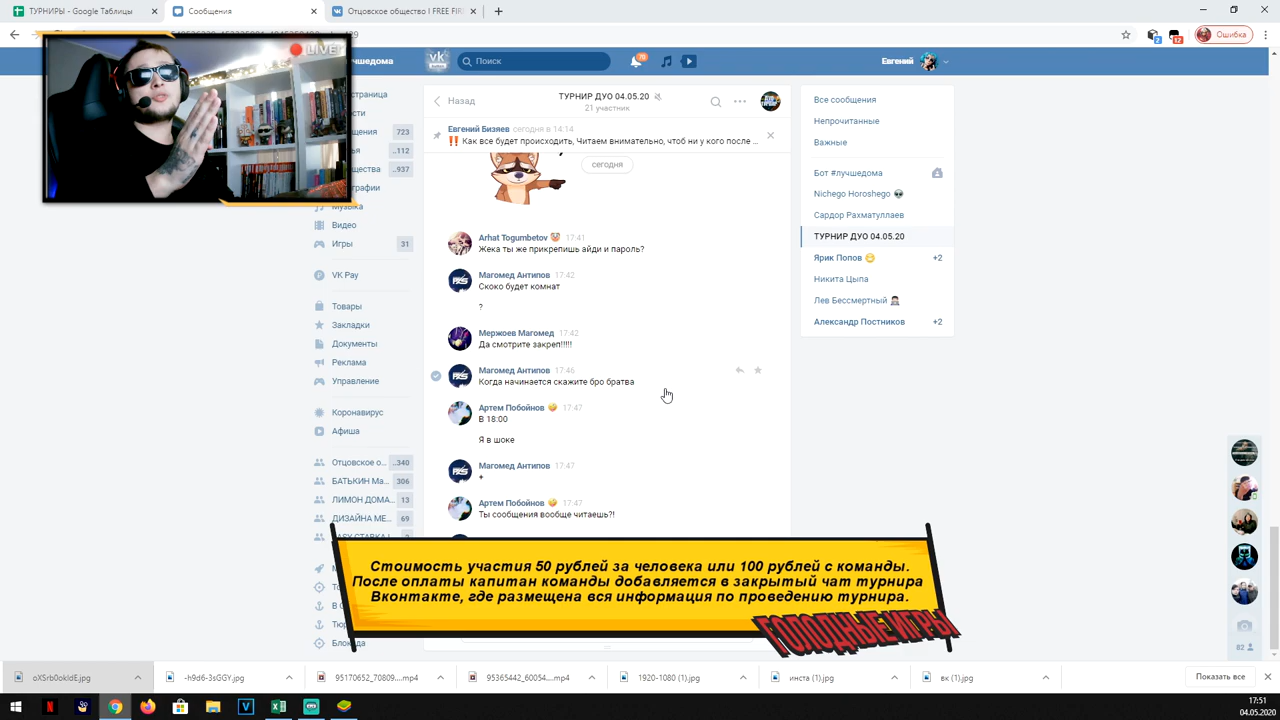 ТУРНИРЫ - Google Таблицы
Сообщения
Отцовское общество I FREE FIR
Ошибка
2
12
LIVE
лучшедома
Поиск
Евгений
страница
723
..112
..937
Музыка
Видео
Игры
31
VK Pay
Товары
Закладки
Документы
Реклама
Управление
Коронавирус
Афиша
Отцовское о...
..340
БАТЬКИН Ма...
306
ЛИМОН ДОМА...
13
ДИЗАЙНА МЕ...
69
Блокада
Назад
ТУРНИР ДУО 04.05.20
21 участник
Евгений Бизяев сегодня в 14:14
‼ Как все будет происходить, Читаем внимательно, чтоб ни у кого после ...
сегодня
Arhat Togumbetov 17:41
Жека ты же прикрепишь айди и пароль?
Магомед Антипов 17:42
Скоко будет комнат
?
Мержоев Магомед 17:42
Да смотрите закреп!!!!!
Магомед Антипов 17:46
Когда начинается скажите бро братва
Артем Побойнов 17:47
В 18:00
Я в шоке
Магомед Антипов 17:47
+
Артем Побойнов 17:47
Ты сообщения вообще читаешь?!
Все сообщения
Непрочитанные
Важные
Бот #лучшедома
Nichego Horoshego
Сардор Рахматуллаев
ТУРНИР ДУО 04.05.20
Ярик Попов
+2
Никита Цыпа
Лев Бессмертный
Александр Постников
+2
82
Стоимость участия 50 рублей за человека или 100 рублей с команды.
После оплаты капитан команды добавляется в закрытый чат турнира
Вконтакте, где размещена вся информация по проведению турнира.
ГОЛОДНЫЕ ИГРЫ
oXSrb0okIdE.jpg
-h9d6-3sGGY.jpg
95170652_70809....mp4
95365442_60054....mp4
1920-1080 (1).jpg
инста (1).jpg
вк (1).jpg
Показать все
17:51
04.05.2020